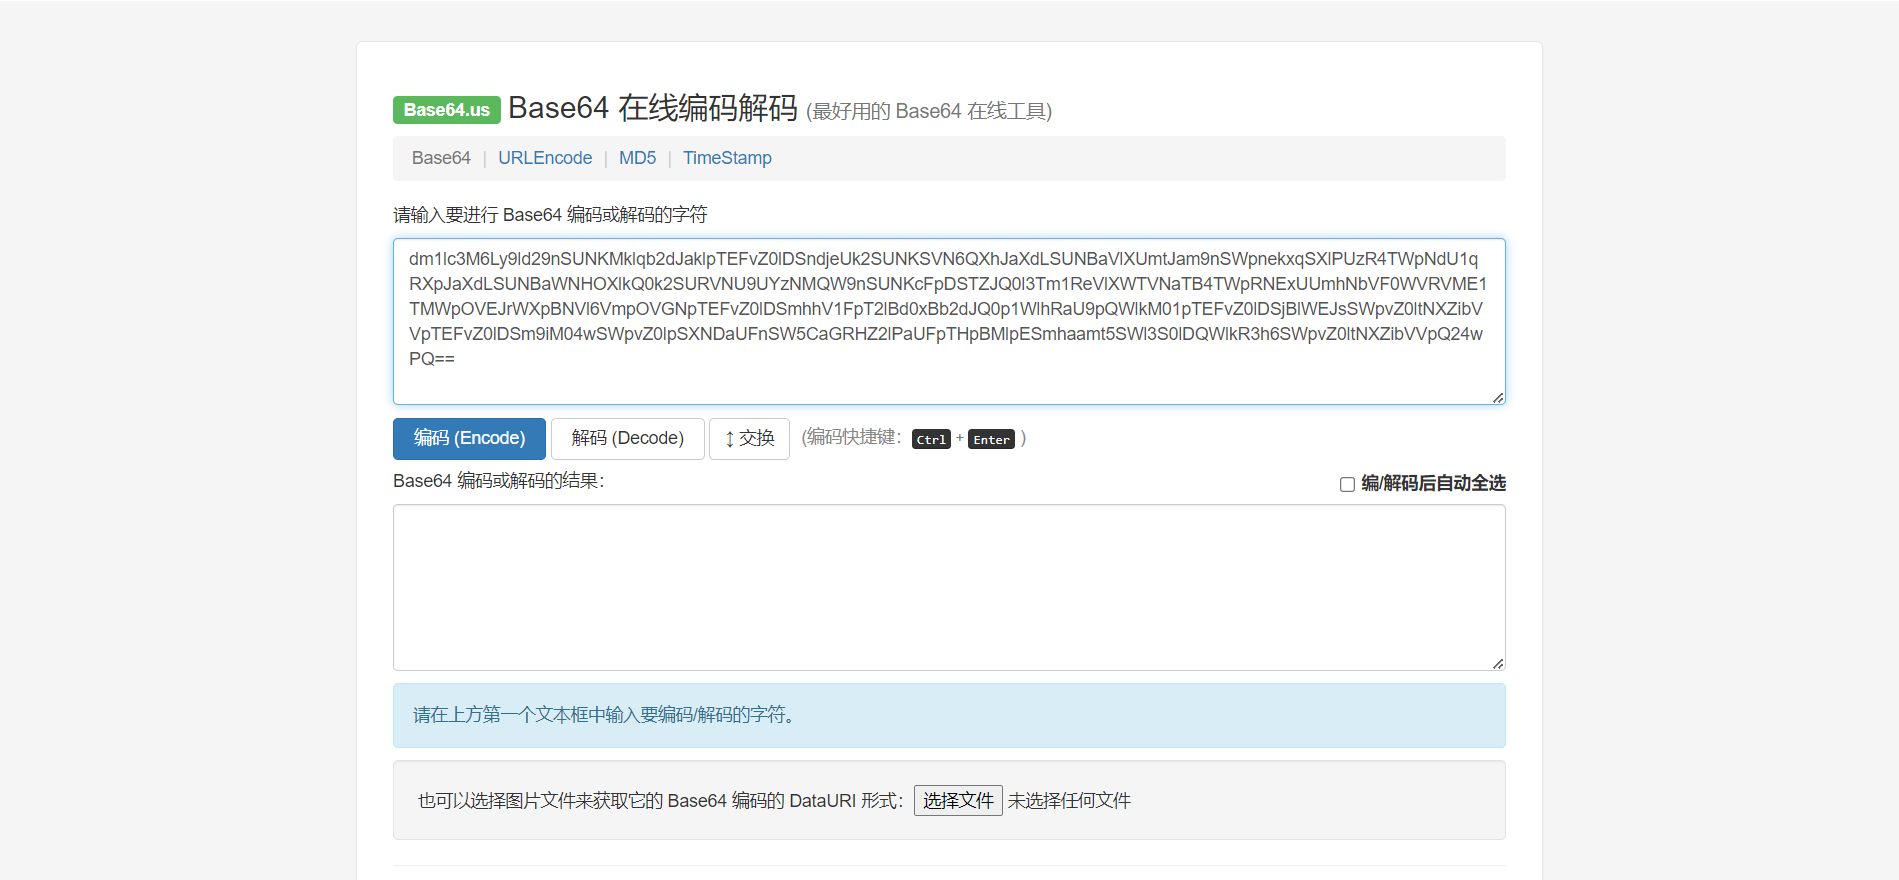 Base64.us Base64 在线编码解码 (最好用的 Base64 在线工具)
Base64 | URLEncode | MD5 | TimeStamp
请输入要进行 Base64 编码或解码的字符
dm1lc3M6Ly9ld29nSUNKMklqb2dJaklpTEFvZ0lDSndjeUk2SUNKSVN6QXhJaXdLSUNBaVlXUmtJam9nSWpnekxqSXlPUzR4TWpNdU1q
RXpJaXdLSUNBaWNHOXlkQ0k2SURVNU9UYzNMQW9nSUNKcFpDSTZJQ0l3Tm1ReVlXWTVNaTB4TWpRNExUUmhNbVF0WVRVME1
TMWpOVEJrWXpBNVl6VmpOVGNpTEFvZ0lDSmhhV1FpT2lBd0xBb2dJQ0p1WlhRaU9pQWlkM01pTEFvZ0lDSjBlWEJsSWpvZ0ltNXZibV
VpTEFvZ0lDSm9iM04wSWpvZ0lpSXNDaUFnSW5CaGRHZ2lPaUFpTHpBMlpESmhaamt5SWl3S0lDQWlkR3h6SWpvZ0ltNXZibVVpQ24w
PQ==
编码 (Encode) 解码 (Decode) ↕ 交换 (编码快捷键： Ctrl + Enter )
Base64 编码或解码的结果：
编/解码后自动全选
请在上方第一个文本框中输入要编码/解码的字符。
也可以选择图片文件来获取它的 Base64 编码的 DataURI 形式： 选择文件 未选择任何文件